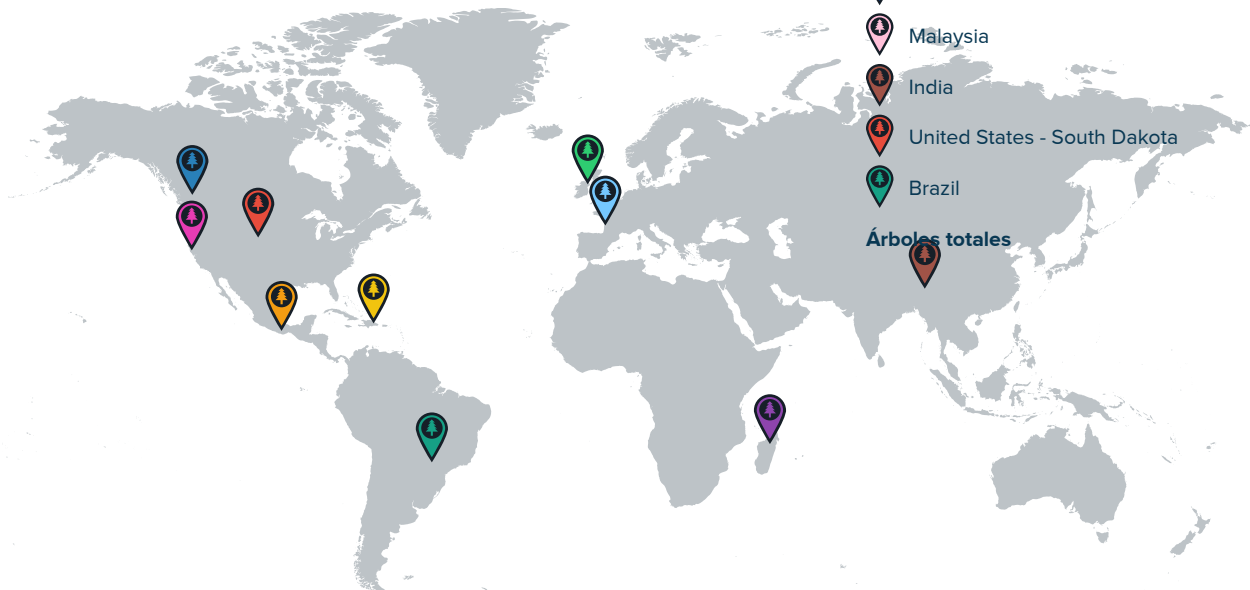 Malaysia
India
United States - South Dakota
Brazil
Árboles totales